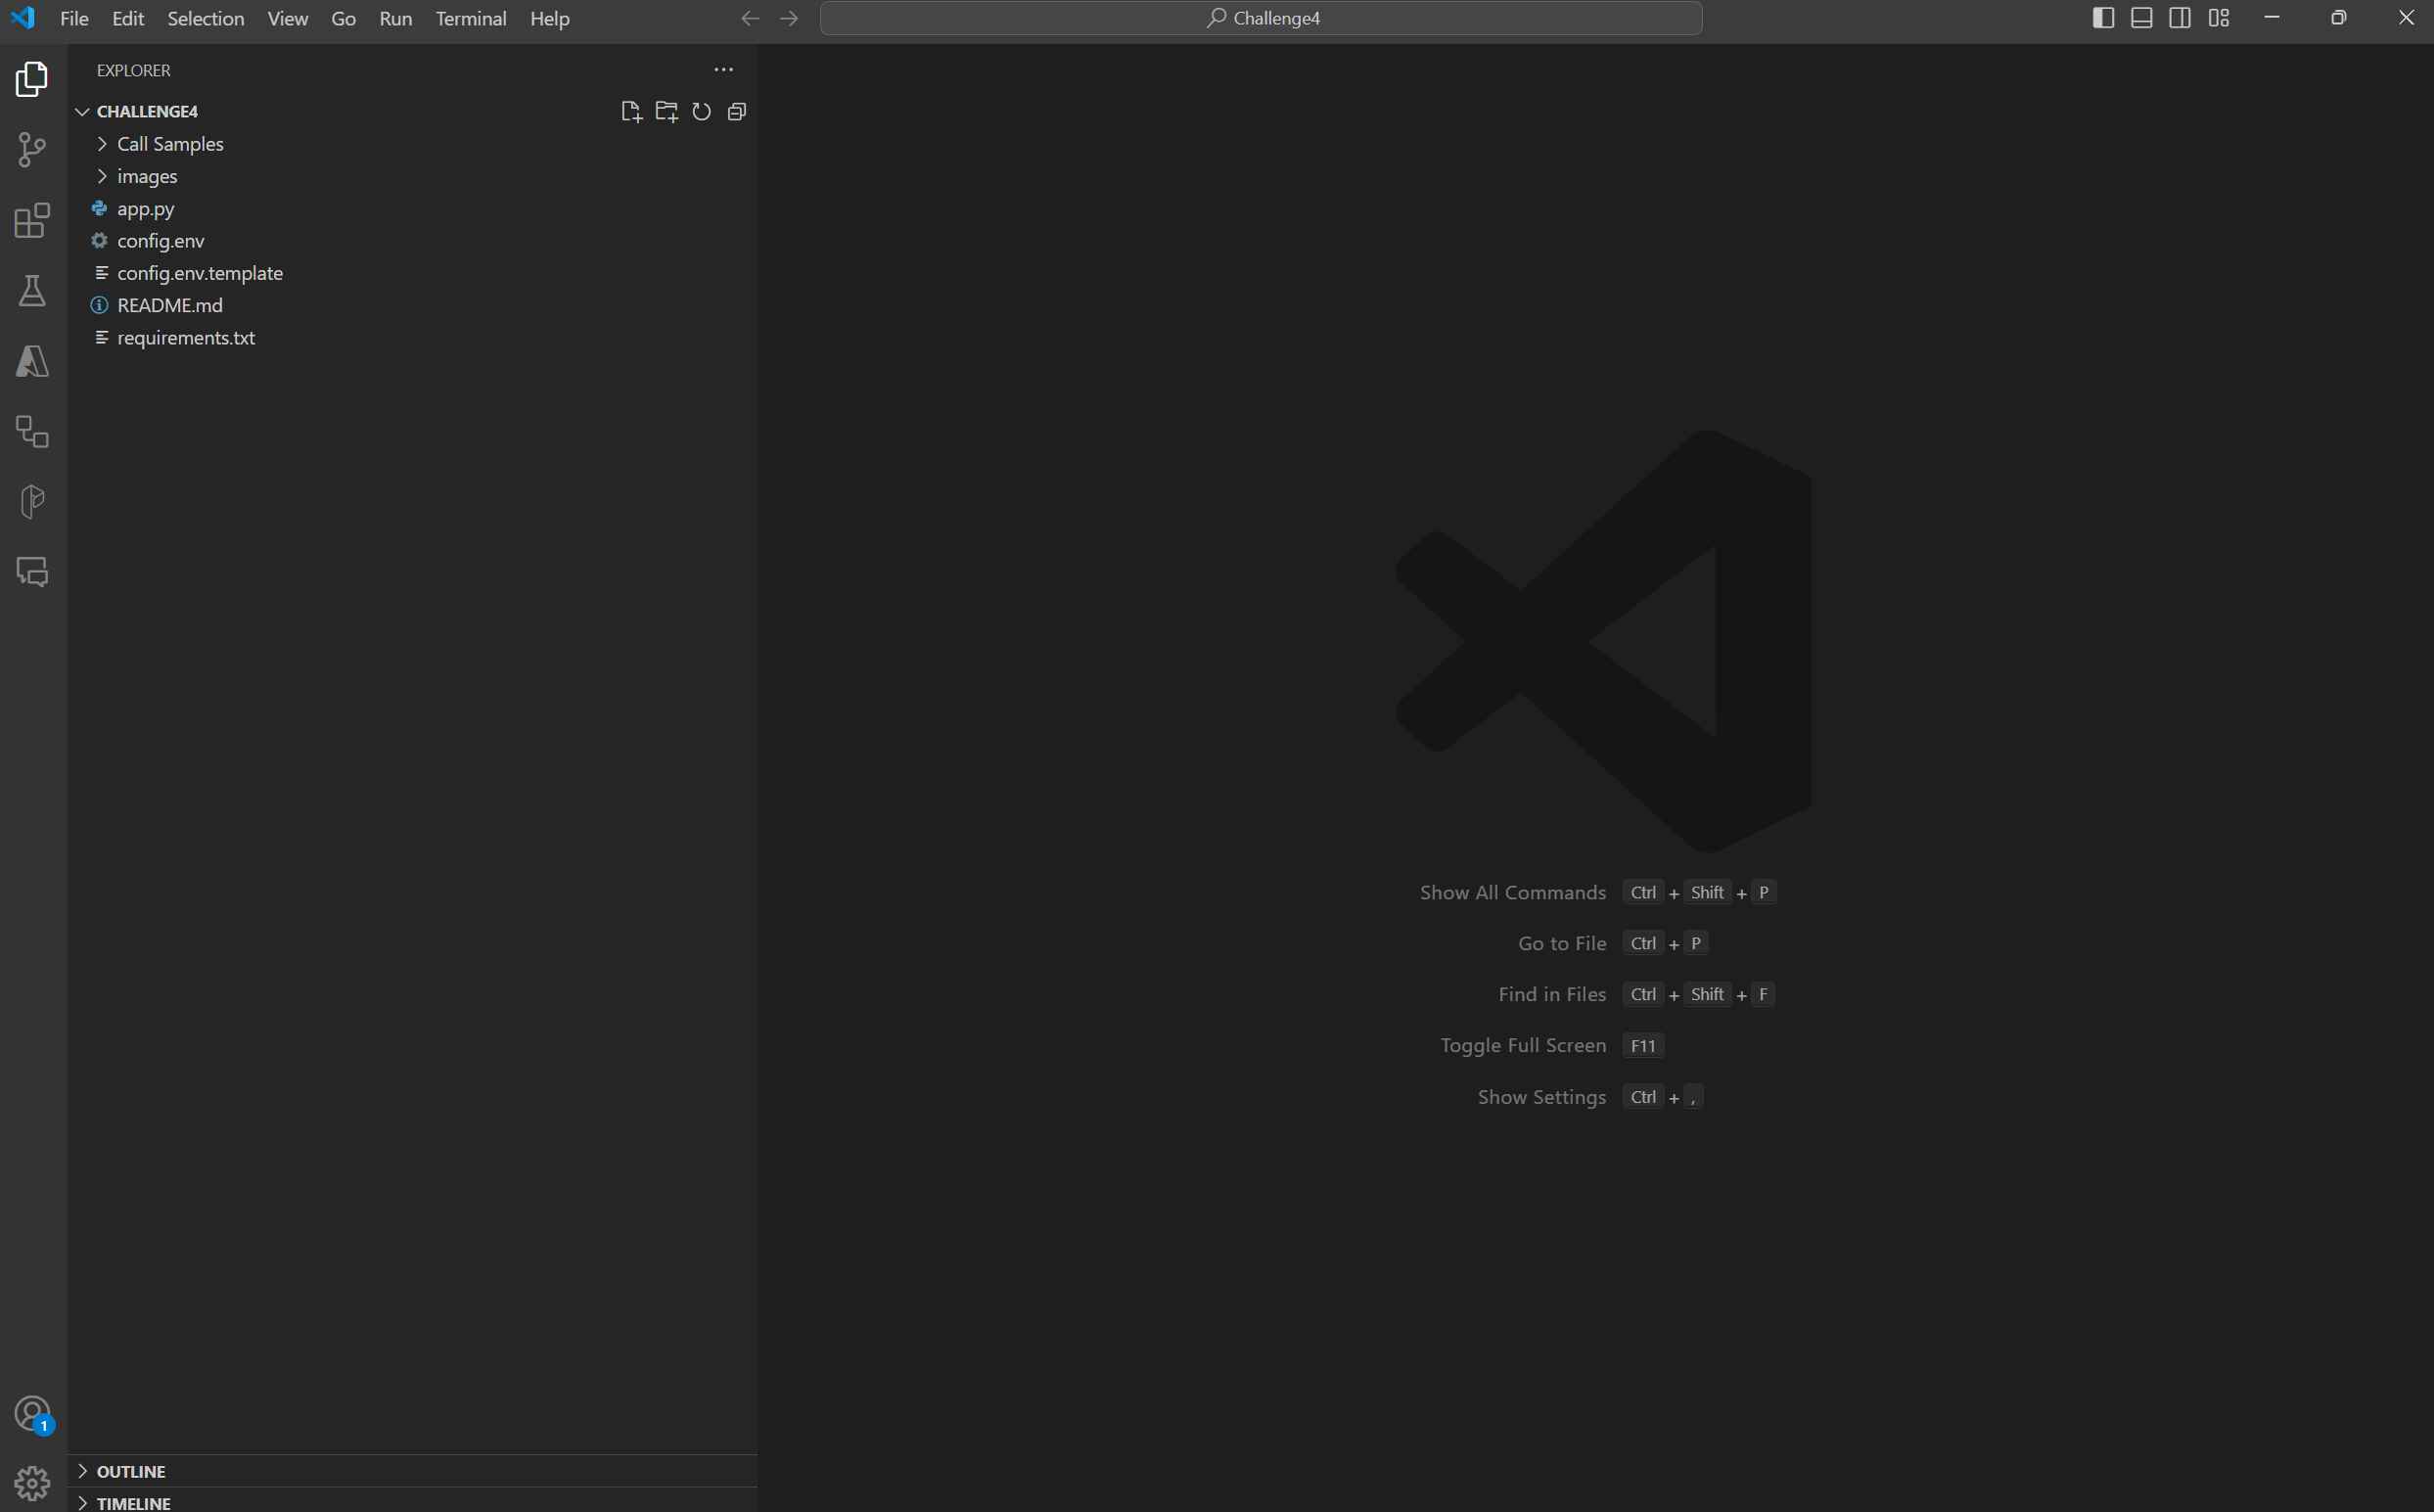 File Edit Selection View Go Run Terminal Help Challenge4
EXPLORER
CHALLENGE4
Call Samples
images
app.py
config.env
config.env.template
README.md
requirements.txt
Show All Commands Ctrl + Shift + P
Go to File Ctrl + P
Find in Files Ctrl + Shift + F
Toggle Full Screen F11
Show Settings Ctrl + ,
1
OUTLINE
TIMELINE